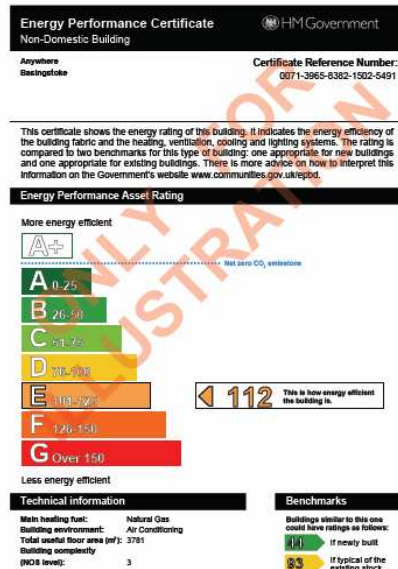 Energy Performance Certificate
HM Government
Non-Domestic Building
Anywhere
Basingstoke
Certificate Reference Number:
0071-3965-8382-1502-5491
This certificate shows the energy rating of this building. It indicates the energy efficiency of
the building fabric and the heating, ventilation, cooling and lighting systems. The rating is
compared to two benchmarks for this type of building: one appropriate for new buildings
and one appropriate for existing buildings. There is more advice on how to interpret this
information on the Government's website www.communities.gov.uk/epbd.
Energy Performance Asset Rating
More energy efficient
A+
Net zero CO₂ emissions
A 0-25
B 26-50
C 51-75
D 76-100
E 101-125
112 This is how energy efficient
the building is.
F 126-150
G Over 150
Less energy efficient
Technical information
Main heating fuel: Natural Gas
Building environment: Air Conditioning
Total useful floor area (m²): 3781
Building complexity
(NOS level): 3
Benchmarks
Buildings similar to this one
could have ratings as follows:
44 If newly built
83 If typical of the
existing stock
ONLY FOR
ILLUSTRATION